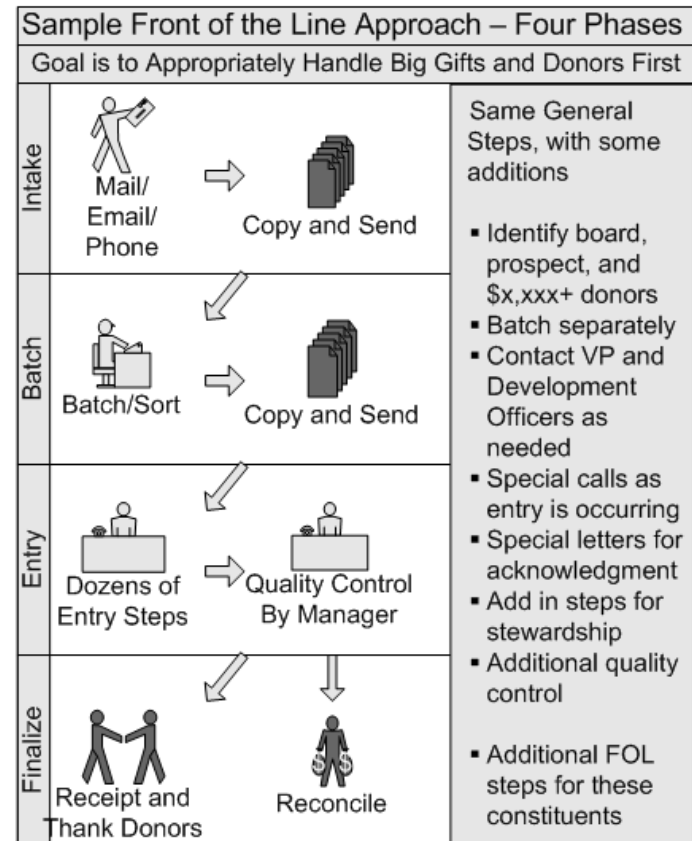 Sample Front of the Line Approach – Four Phases
Goal is to Appropriately Handle Big Gifts and Donors First
Intake
Mail/
Email/
Phone
Copy and Send
Batch
Batch/Sort
Copy and Send
Entry
Dozens of
Entry Steps
Quality Control
By Manager
Finalize
Receipt and
Thank Donors
Reconcile
Same General
Steps, with some
additions
▪ Identify board,
prospect, and
$x,xxx+ donors
▪ Batch separately
▪ Contact VP and
Development
Officers as
needed
▪ Special calls as
entry is occurring
▪ Special letters for
acknowledgment
▪ Add in steps for
stewardship
▪ Additional quality
control
▪ Additional FOL
steps for these
constituents